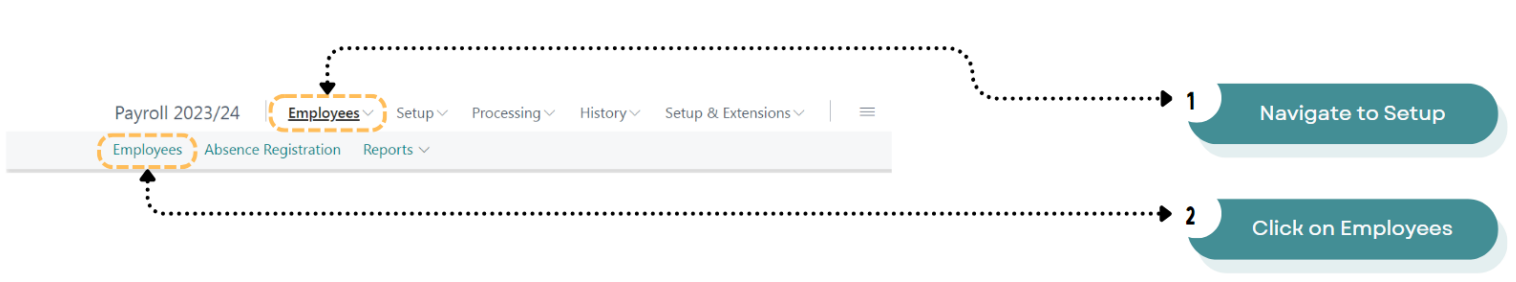 Payroll 2023/24 Employees Setup Processing History Setup & Extensions
Employees Absence Registration Reports
1 Navigate to Setup
2 Click on Employees